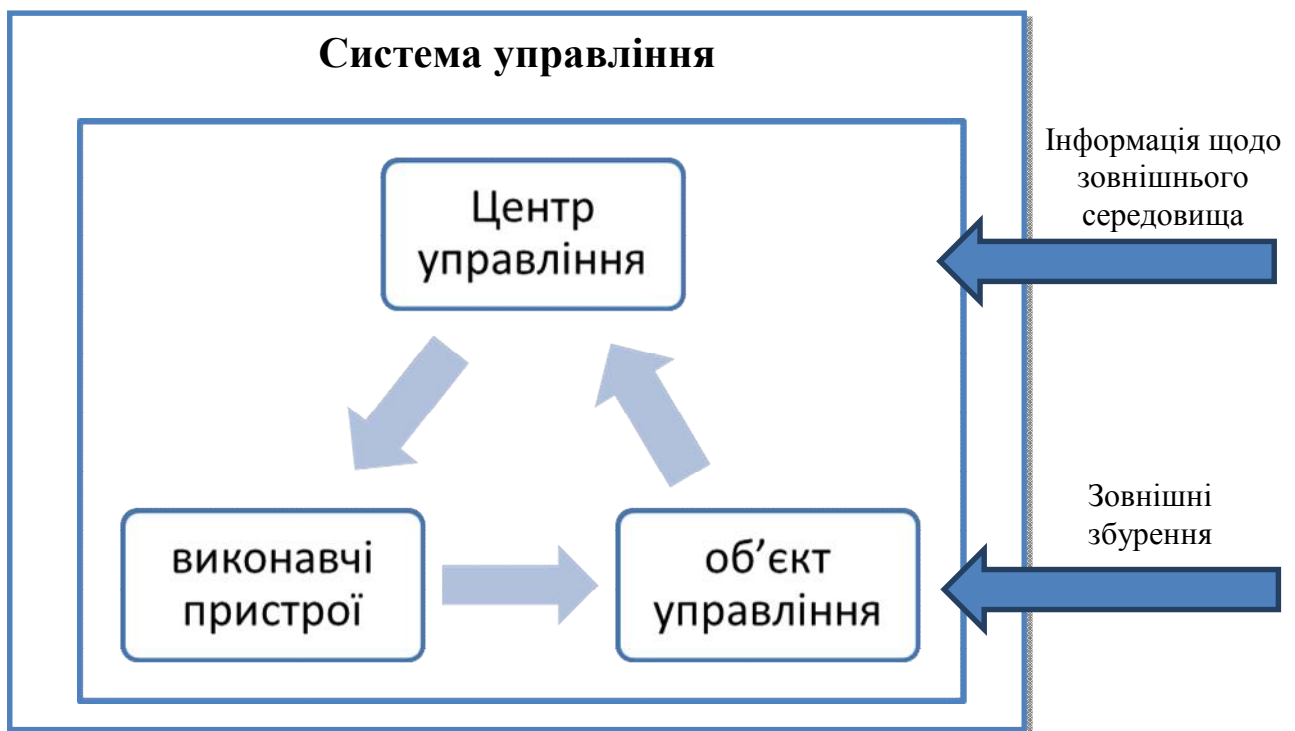 Система управління
Інформація щодо
зовнішнього
середовища
Центр
управління
Зовнішні
збурення
виконавчі
пристрої
об’єкт
управління